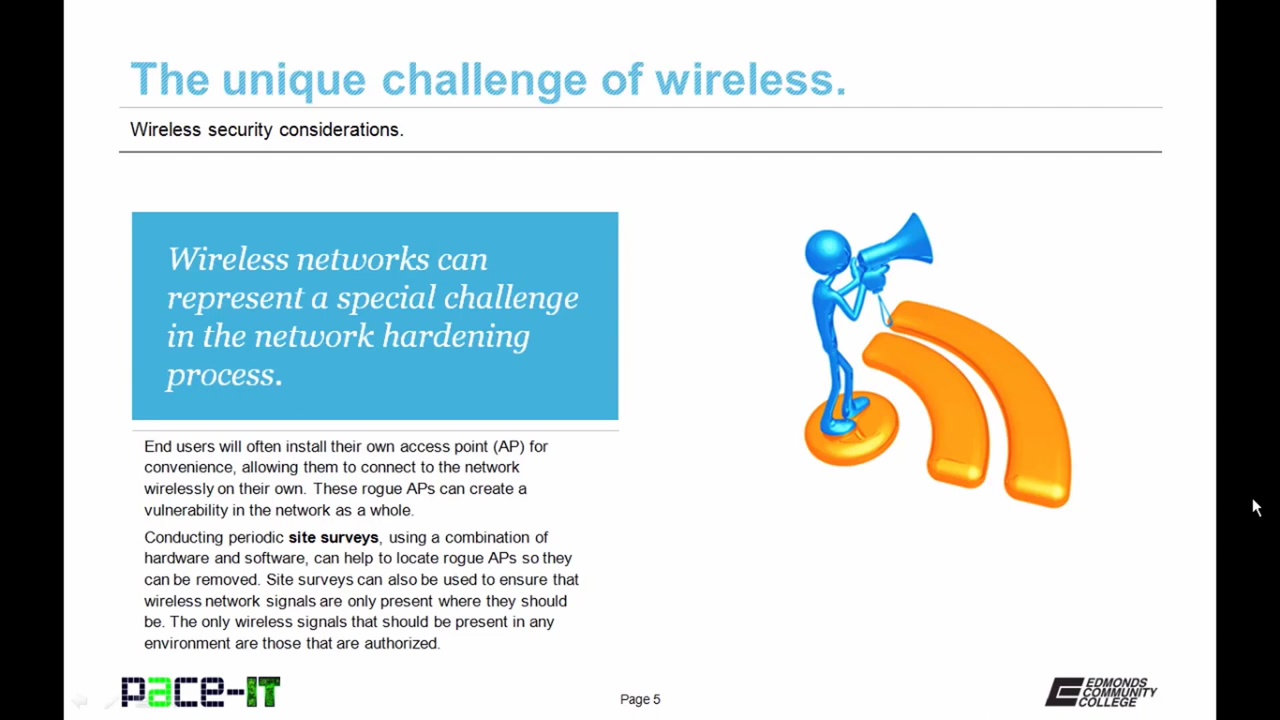 The unique challenge of wireless.
Wireless security considerations.
Wireless networks can
represent a special challenge
in the network hardening
process.
End users will often install their own access point (AP) for
convenience, allowing them to connect to the network
wirelessly on their own. These rogue APs can create a
vulnerability in the network as a whole.
Conducting periodic site surveys, using a combination of
hardware and software, can help to locate rogue APs so they
can be removed. Site surveys can also be used to ensure that
wireless network signals are only present where they should
be. The only wireless signals that should be present in any
environment are those that are authorized.
pace-IT
Page 5
EDMONDS
COMMUNITY
COLLEGE